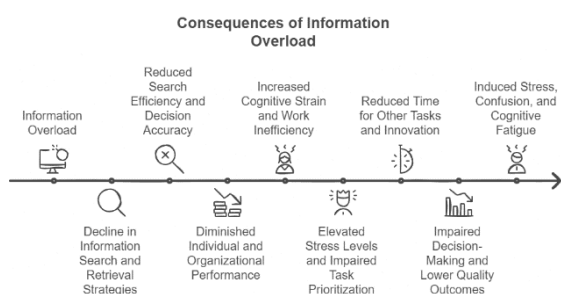 Consequences of Information
Overload
Information
Overload
Decline in
Information
Search and
Retrieval
Strategies
Reduced
Search
Efficiency and
Decision
Accuracy
Diminished
Individual and
Organizational
Performance
Increased
Cognitive Strain
and Work
Inefficiency
Elevated
Stress Levels
and Impaired
Task
Prioritization
Reduced Time
for Other Tasks
and Innovation
Impaired
Decision-
Making and
Lower Quality
Outcomes
Induced Stress,
Confusion, and
Cognitive
Fatigue